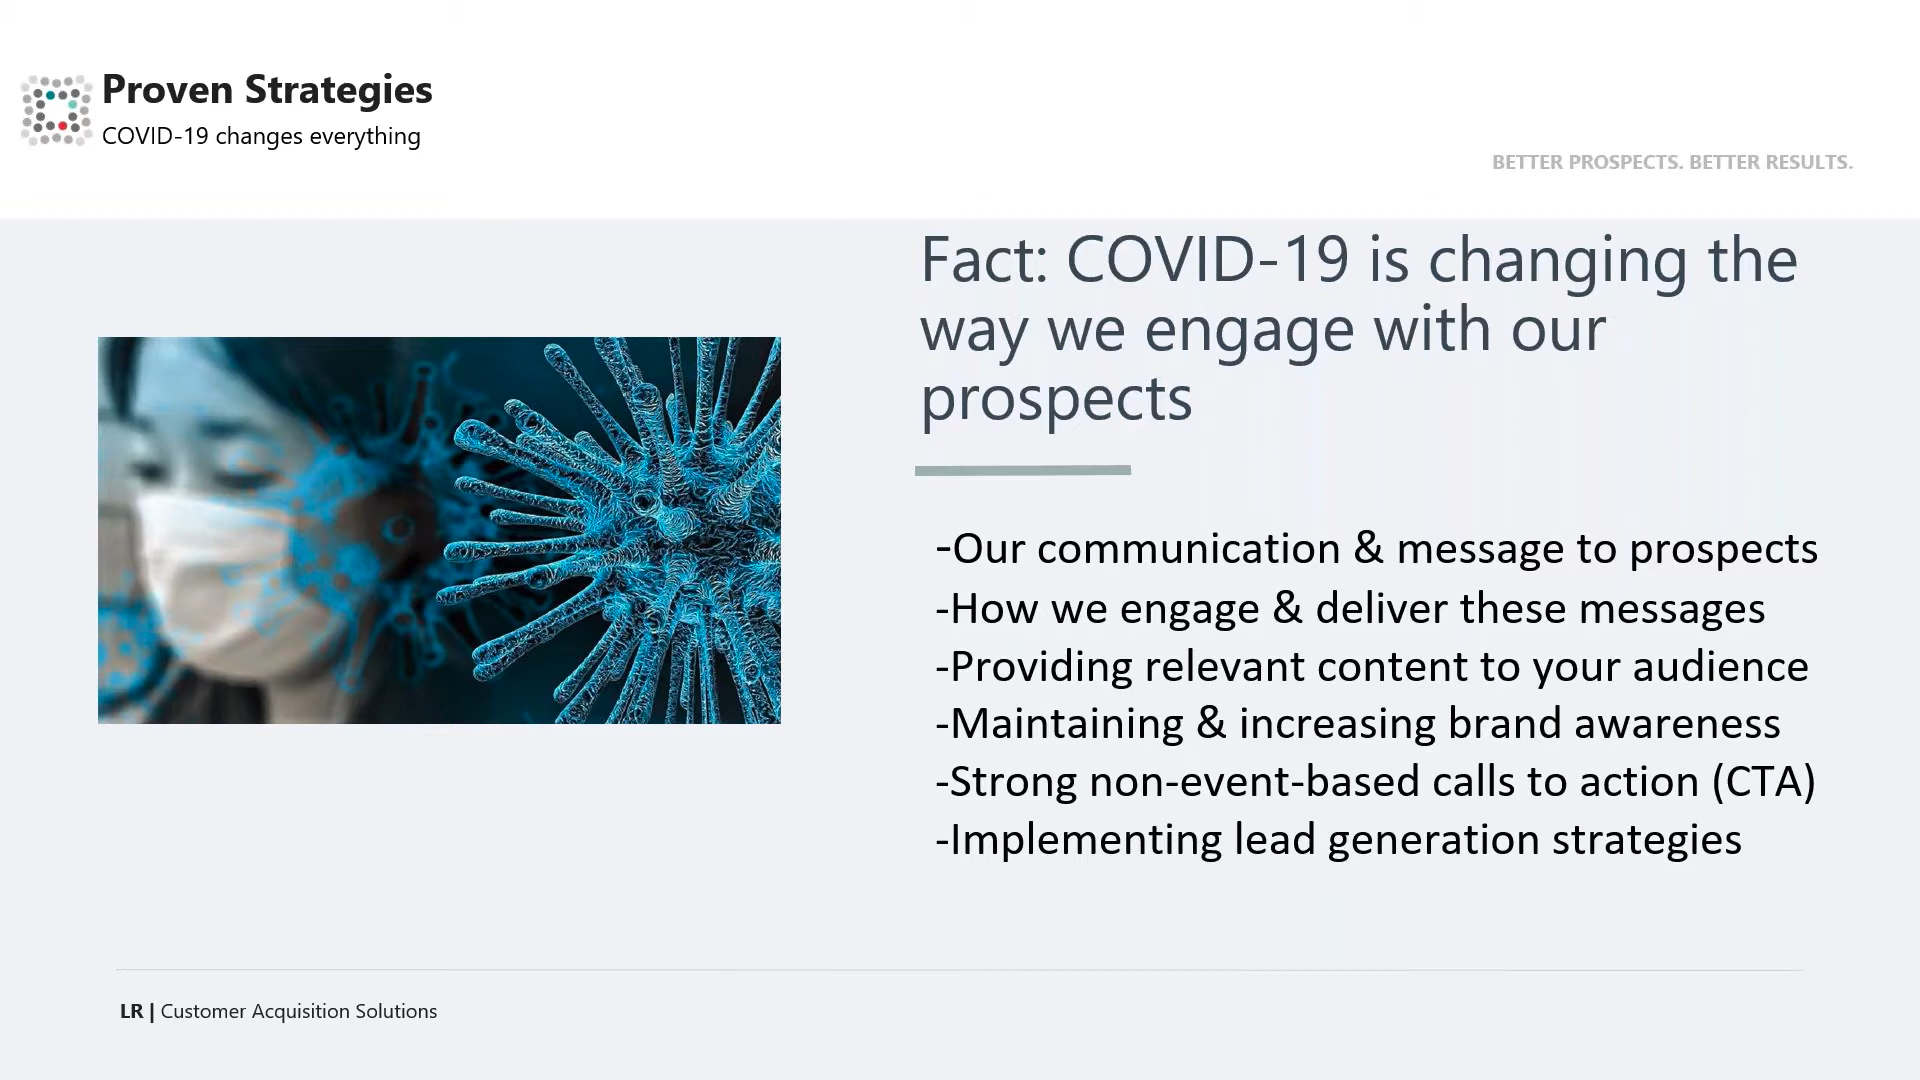 Proven Strategies
COVID-19 changes everything
BETTER PROSPECTS. BETTER RESULTS.
Fact: COVID-19 is changing the
way we engage with our
prospects
-Our communication & message to prospects
-How we engage & deliver these messages
-Providing relevant content to your audience
-Maintaining & increasing brand awareness
-Strong non-event-based calls to action (CTA)
-Implementing lead generation strategies
LR | Customer Acquisition Solutions